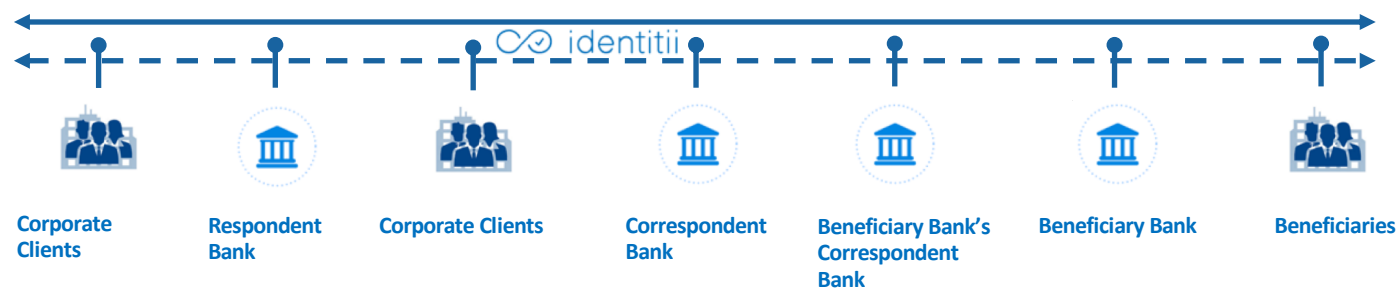 identitii
Corporate
Clients
Respondent
Bank
Corporate Clients
Correspondent
Bank
Beneficiary Bank’s
Correspondent
Bank
Beneficiary Bank
Beneficiaries